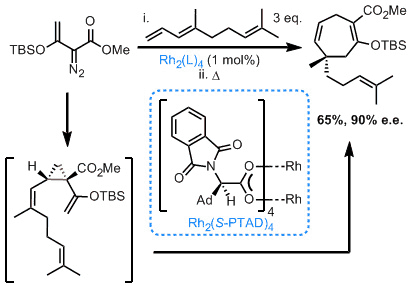 i.
3 eq.
CO₂Me
TBSO
OMe
O
N₂
Rh₂(L)₄ (1 mol%)
ii. Δ
OTBS
65%, 90% e.e.
H
CO₂Me
OTBS
O
N
O
Ad
H
O
Rh
O
Rh
4
Rh₂(S-PTAD)₄